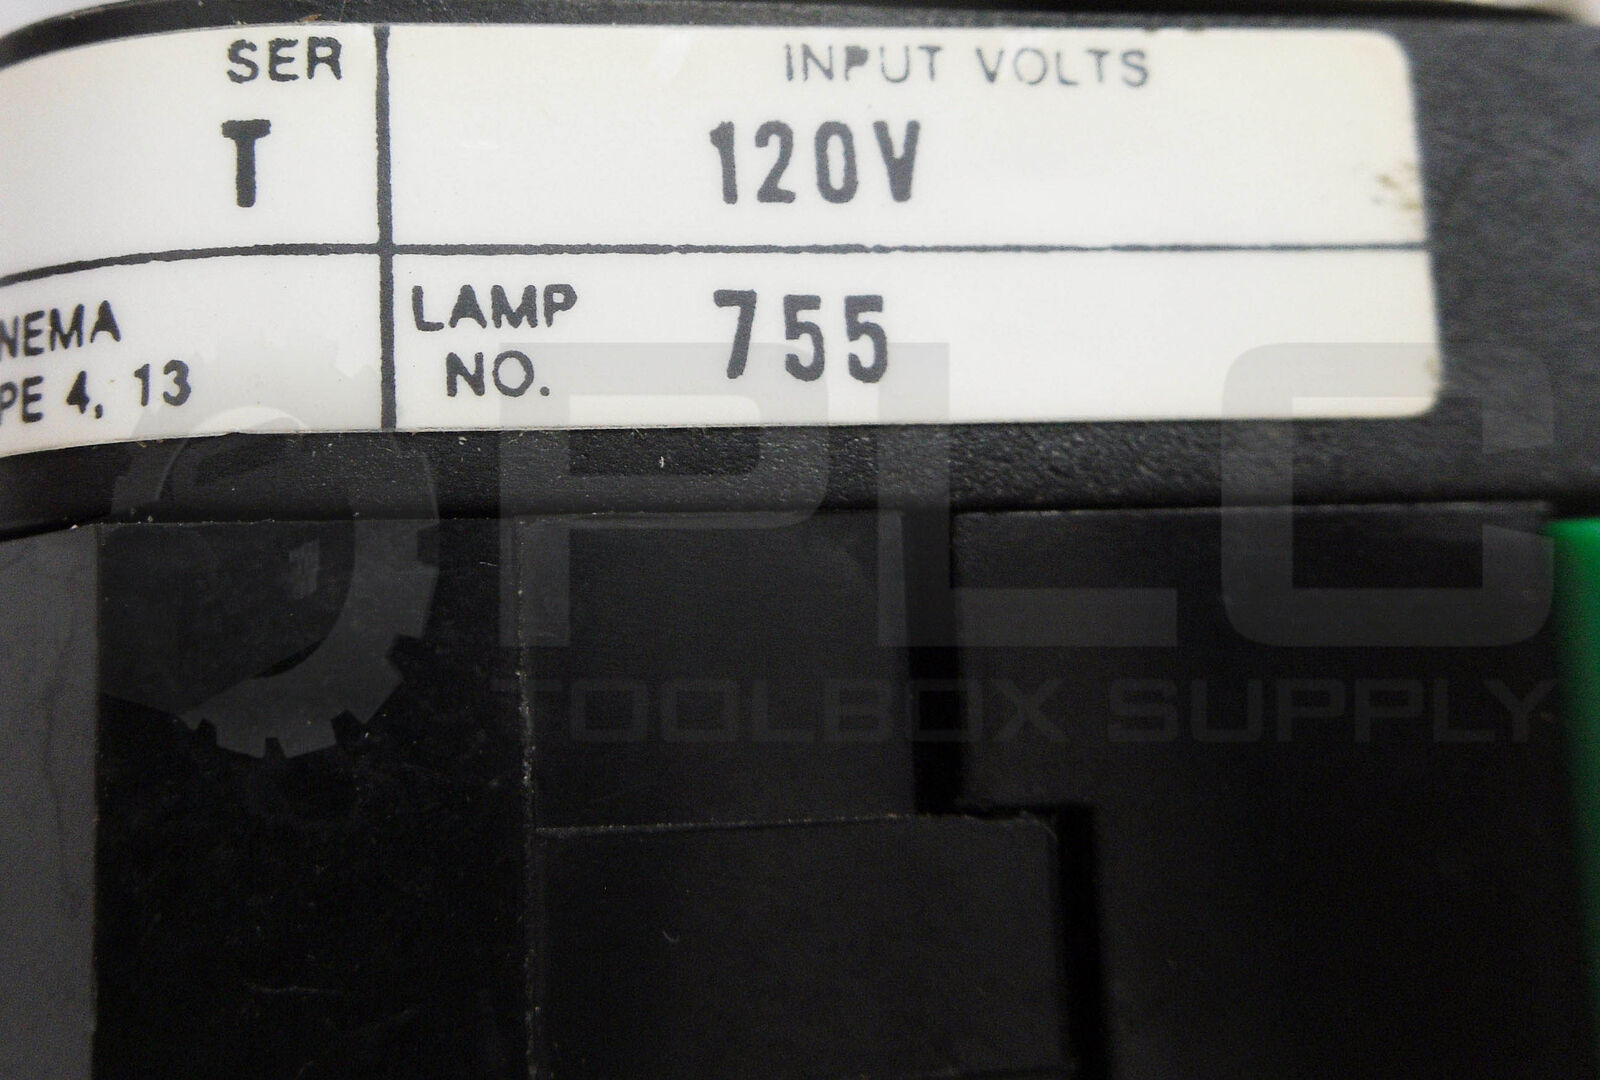 SER
T
INPUT VOLTS
120V
NEMA
PE 4, 13
LAMP
NO.
755
PLC
TOOLBOX SUPPLY